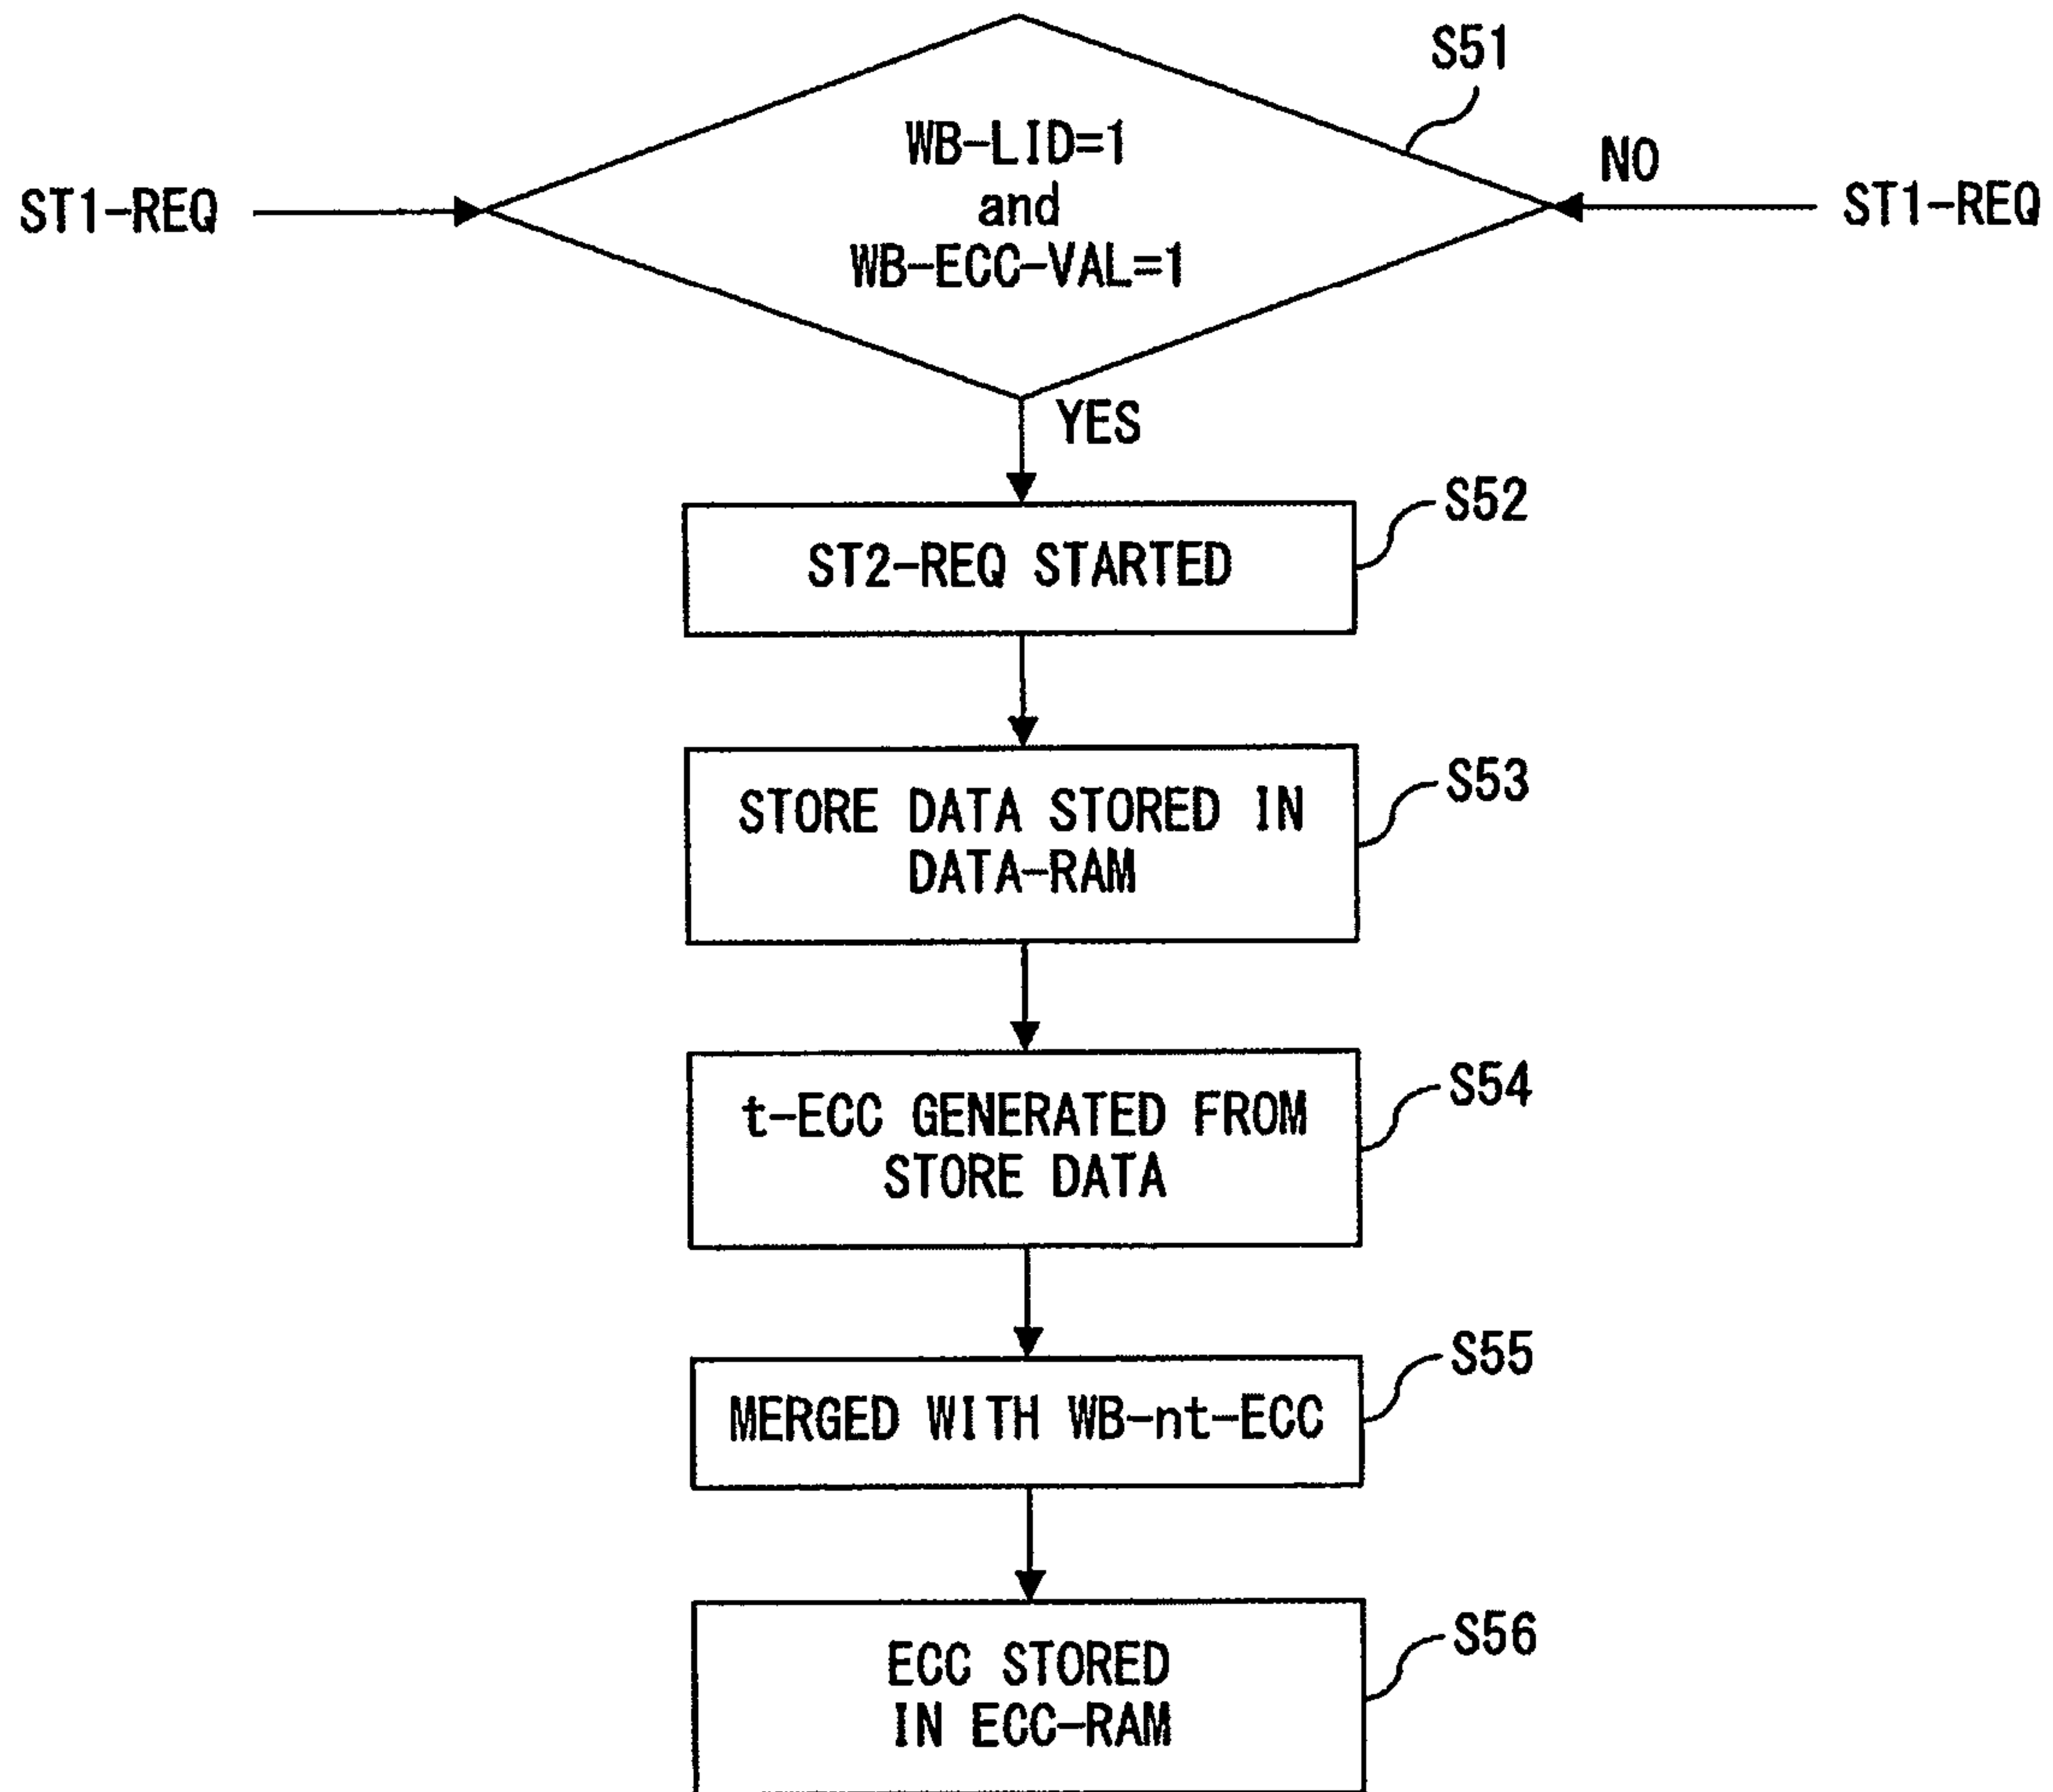 S51
WB-LID=1
and
WB-ECC-VAL=1
NO
ST1-REQ
ST1-REQ
YES
S52
ST2-REQ STARTED
S53
STORE DATA STORED IN
DATA-RAM
S54
t-ECC GENERATED FROM
STORE DATA
S55
MERGED WITH WB-nt-ECC
S56
ECC STORED
IN ECC-RAM